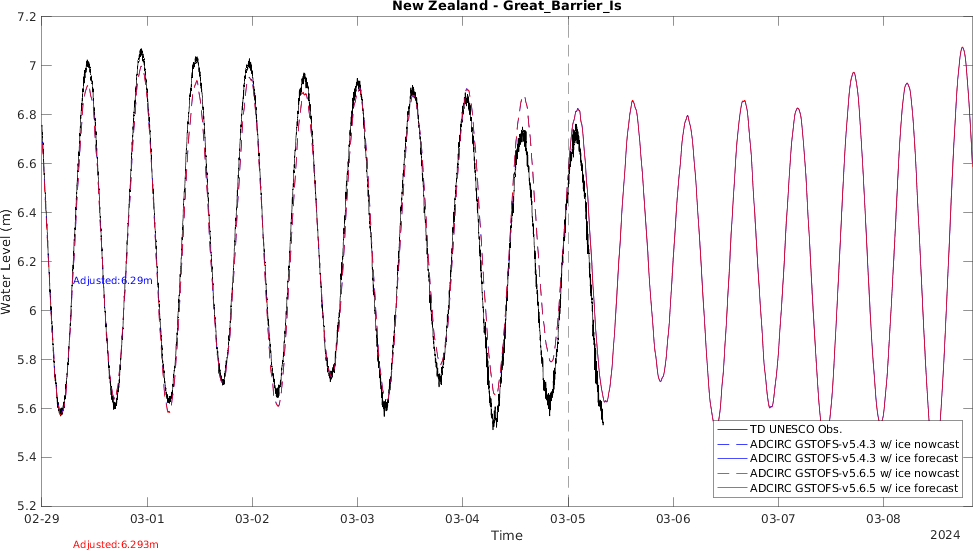 New Zealand - Great_Barrier_Is
7.2
7
6.8
6.6
6.4
6.2
6
5.8
5.6
5.4
5.2
Water Level (m)
Adjusted:6.29m
TD UNESCO Obs.
ADCIRC GSTOFS-v5.4.3 w/ ice nowcast
ADCIRC GSTOFS-v5.4.3 w/ ice forecast
ADCIRC GSTOFS-v5.6.5 w/ ice nowcast
ADCIRC GSTOFS-v5.6.5 w/ ice forecast
02-29 03-01 03-02 03-03 03-04 03-05 03-06 03-07 03-08
Time
2024
Adjusted:6.293m